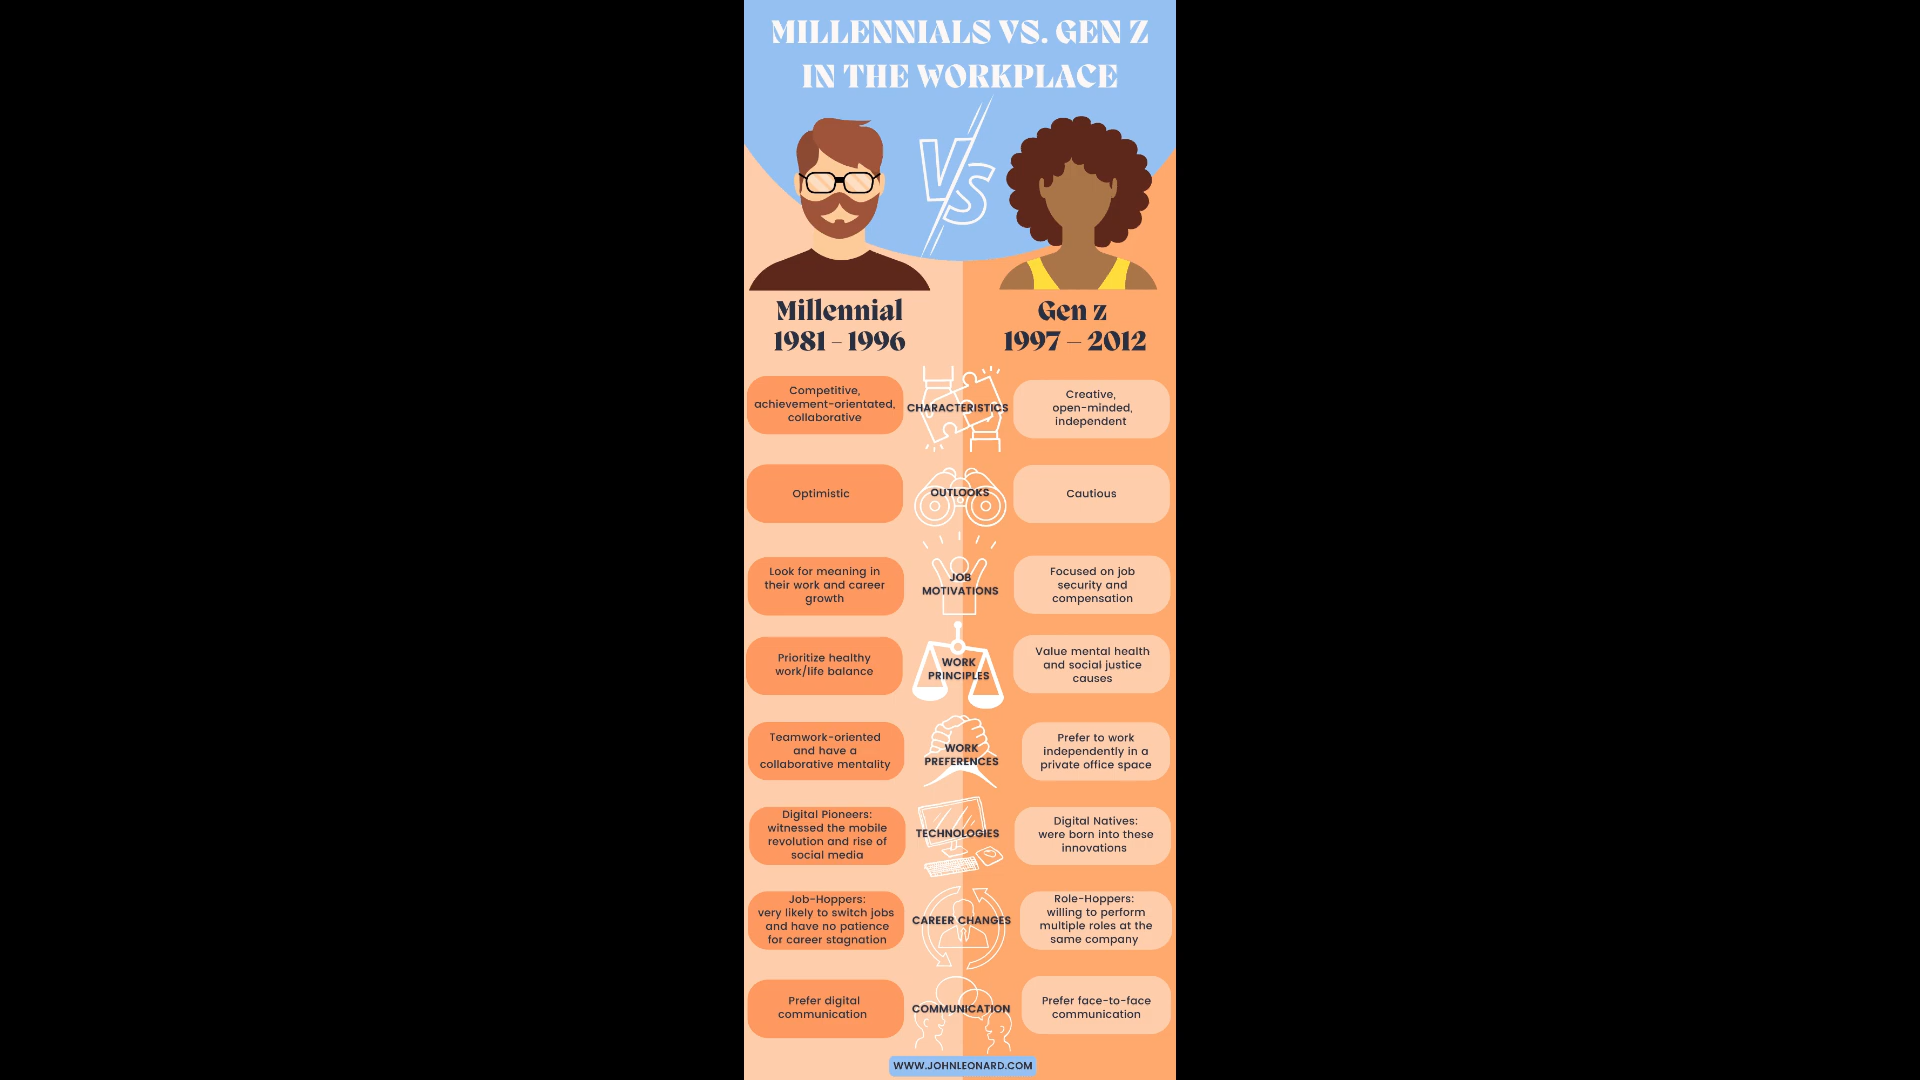 MILLENNIALS VS. GEN Z
IN THE WORKPLACE
VS
Millennial
1981 - 1996
Gen z
1997 – 2012
Competitive,
achievement-orientated,
collaborative
CHARACTERISTICS
Creative,
open-minded,
independent
Optimistic
OUTLOOKS
Cautious
Look for meaning in
their work and career
growth
JOB
MOTIVATIONS
Focused on job
security and
compensation
Prioritize healthy
work/life balance
WORK
PRINCIPLES
Value mental health
and social justice
causes
Teamwork-oriented
and have a
collaborative mentality
WORK
PREFERENCES
Prefer to work
independently in a
private office space
Digital Pioneers:
witnessed the mobile
revolution and rise of
social media
TECHNOLOGIES
Digital Natives:
were born into these
innovations
Job-Hoppers:
very likely to switch jobs
and have no patience
for career stagnation
CAREER CHANGES
Role-Hoppers:
willing to perform
multiple roles at the
same company
Prefer digital
communication
COMMUNICATION
Prefer face-to-face
communication
WWW.JOHNLEONARD.COM